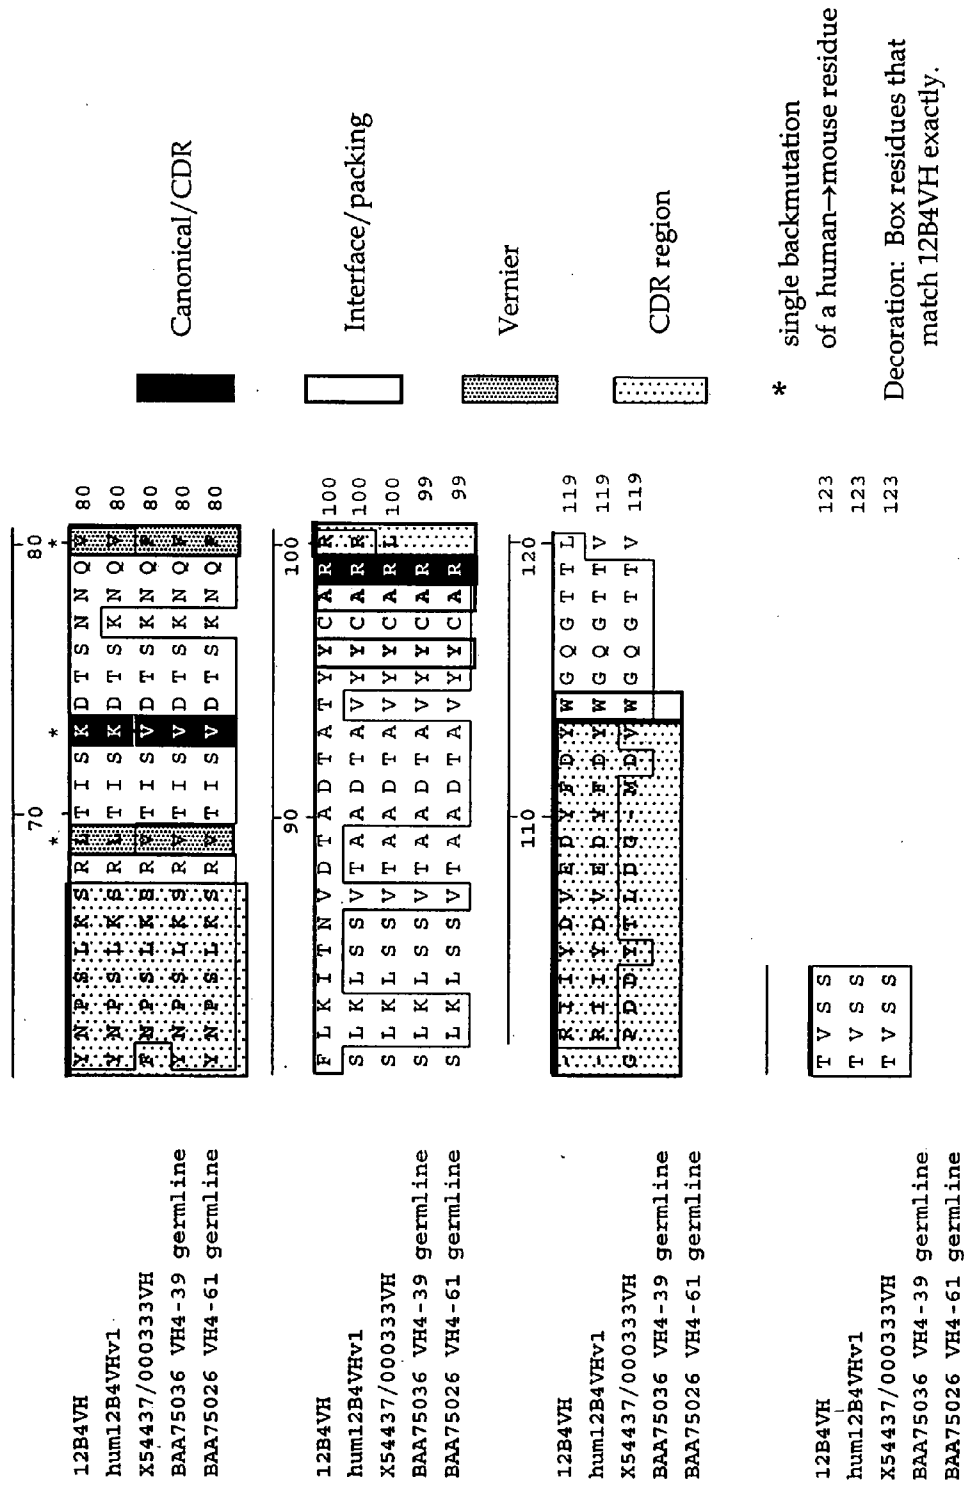 * * *
70 80
12B4VH Y N P S L K S R L T I S K D T S N N Q V 80
hum12B4VHv1 Y N P S L K S R L T I S K D T S K N Q V 80
X54437/000333VH F N P S L K S R V T I S V D T S K N Q F 80
BAA75036 VH4-39 germline Y N P S L K S R V T I S V D T S K N Q F 80
BAA75026 VH4-61 germline Y N P S L K S R V T I S V D T S K N Q F 80
90 100
12B4VH F L K I T N V D T A D T A T Y Y C A R R 100
hum12B4VHv1 S L K L S S V T A A D T A V Y Y C A R R 100
X54437/000333VH S L K L S S V T A A D T A V Y Y C A R L 100
BAA75036 VH4-39 germline S L K L S S V T A A D T A V Y Y C A R 99
BAA75026 VH4-61 germline S L K L S S V T A A D T A V Y Y C A R 99
110 120
12B4VH - R I I Y D V E D Y F D Y W G Q G T T L 119
hum12B4VHv1 - R I I Y D V E D Y F D Y W G Q G T T V 119
X54437/000333VH G P D D Y T L D G - M D V W G Q G T T V 119
BAA75036 VH4-39 germline
BAA75026 VH4-61 germline
12B4VH T V S S 123
hum12B4VHv1 T V S S 123
X54437/000333VH T V S S 123
BAA75036 VH4-39 germline
BAA75026 VH4-61 germline
Canonical/CDR
Interface/packing
Vernier
CDR region
* single backmutation
of a human→mouse residue
Decoration: Box residues that
match 12B4VH exactly.